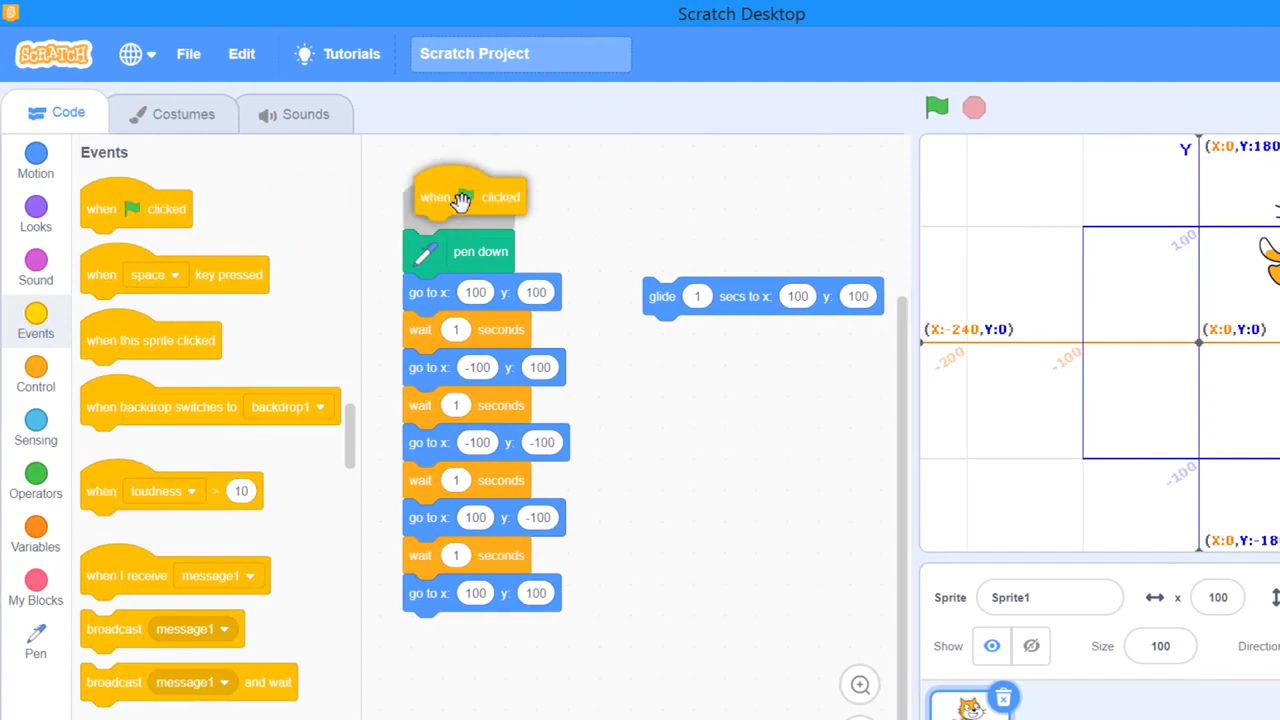 Scratch Desktop
SCRATCH
File
Edit
Tutorials
Scratch Project
Code
Costumes
Sounds
Motion
Looks
Sound
Events
Control
Sensing
Operators
Variables
My Blocks
Pen
Events
when clicked
when space key pressed
when this sprite clicked
when backdrop switches to backdrop1
when loudness > 10
when I receive message1
broadcast message1
broadcast message1 and wait
when clicked
pen down
go to x: 100 y: 100
wait 1 seconds
go to x: -100 y: 100
wait 1 seconds
go to x: -100 y: -100
wait 1 seconds
go to x: 100 y: -100
wait 1 seconds
go to x: 100 y: 100
glide 1 secs to x: 100 y: 100
Y
(X:0,Y:180
100
(X:-240,Y:0)
(X:0,Y:0)
-200
-100
-100
(X:0,Y:-18
Sprite
Sprite1
x
100
Show
Size
100
Direction